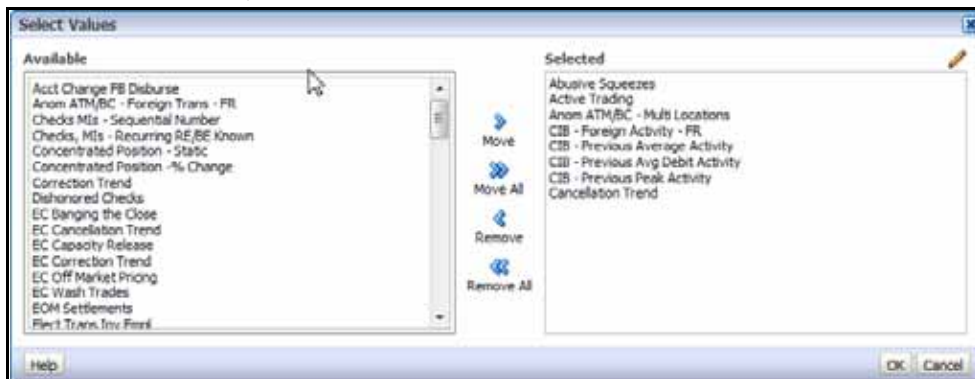 Select Values
Available
Acct Change FB Disburse
Anom ATM/BC - Foreign Trans - FR
Checks MIs - Sequential Number
Checks, MIs - Recurring RE/BE Known
Concentrated Position - Static
Concentrated Position -% Change
Correction Trend
Dishonored Checks
EC Banging the Close
EC Cancellation Trend
EC Capacity Release
EC Correction Trend
EC Off Market Pricing
EC Wash Trades
EOM Settlements
Elect Trans Inv Empl
Move
Move All
Remove
Remove All
Selected
Abusive Squeezes
Active Trading
Anom ATM/BC - Multi Locations
CIB - Foreign Activity - FR
CIB - Previous Average Activity
CIB - Previous Avg Debit Activity
CIB - Previous Peak Activity
Cancellation Trend
Help
OK
Cancel